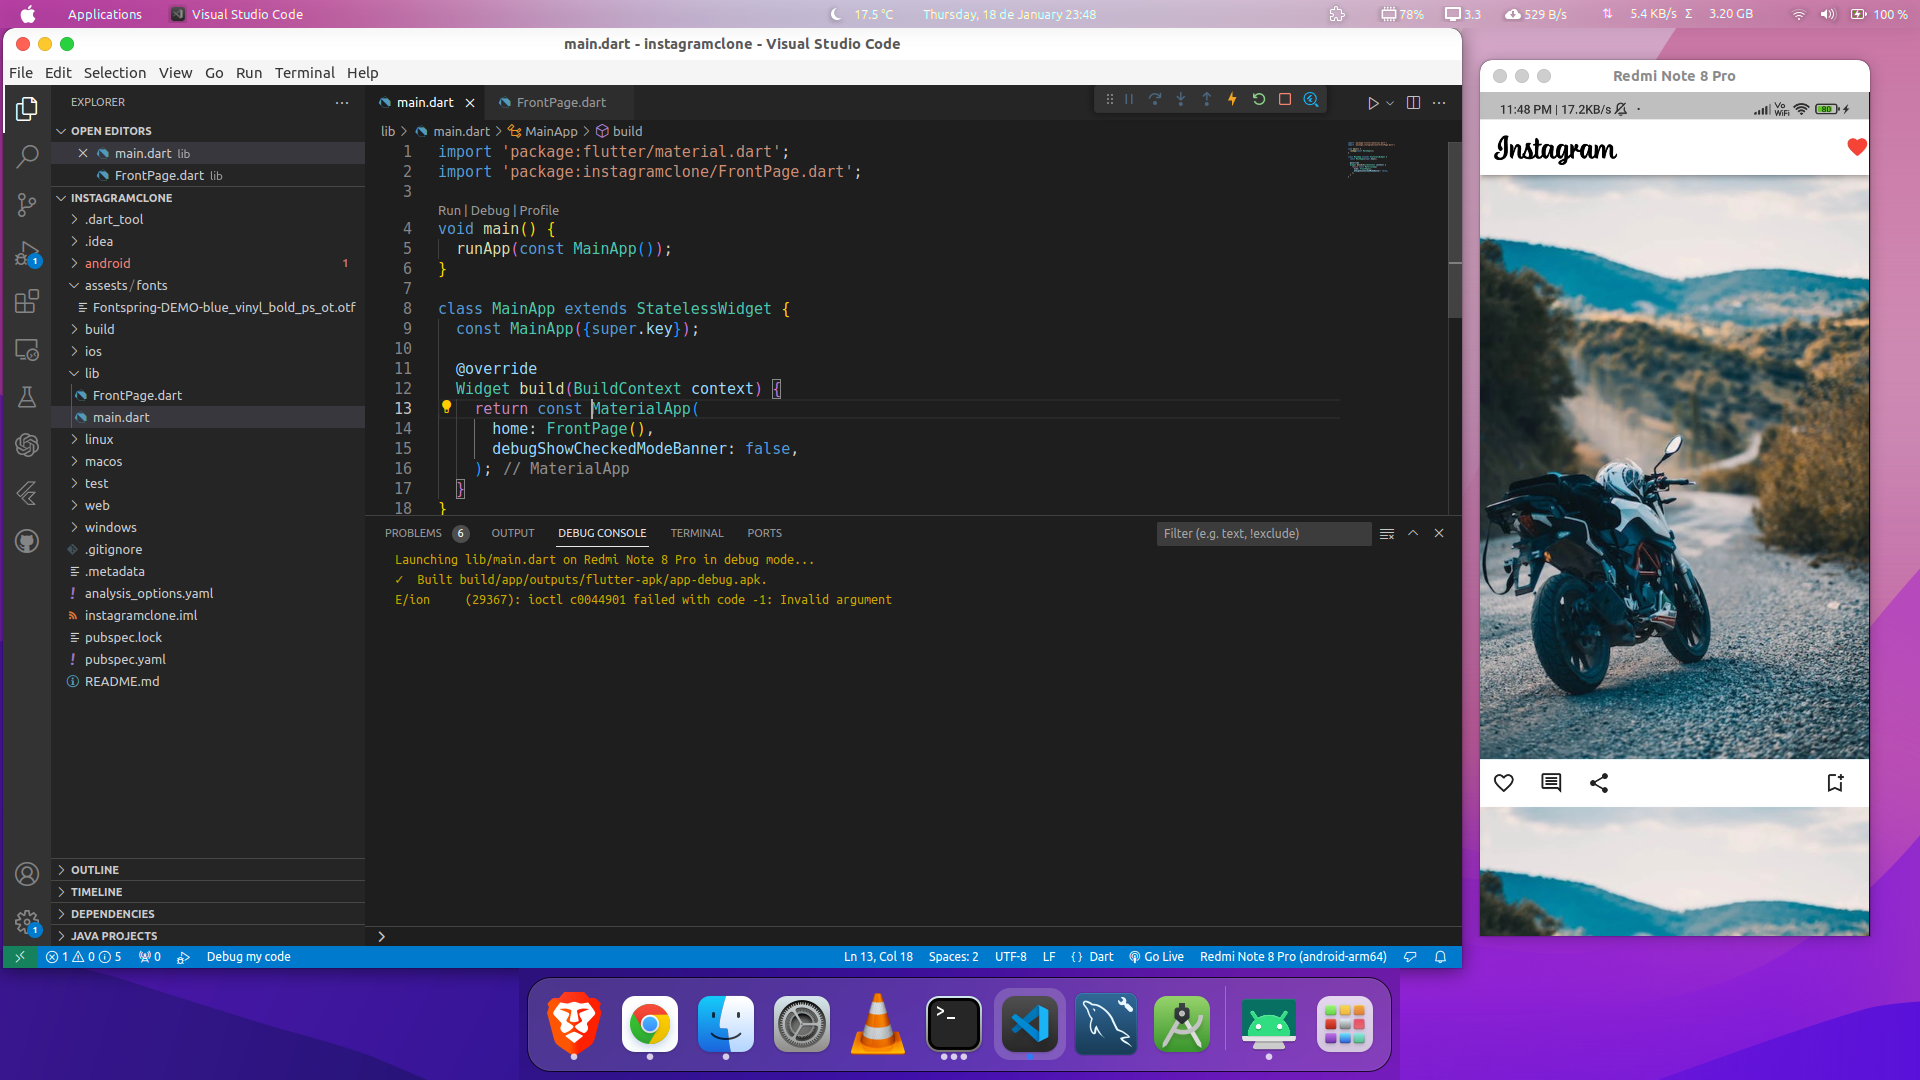 Applications
Visual Studio Code
17.5 °C
Thursday, 18 de January 23:48
78%
3.3
529 B/s
5.4 KB/s Σ 3.20 GB
100 %
main.dart - instagramclone - Visual Studio Code
File Edit Selection View Go Run Terminal Help
EXPLORER
OPEN EDITORS
main.dart lib
FrontPage.dart lib
INSTAGRAMCLONE
.dart_tool
.idea
android 1
assests/fonts
Fontspring-DEMO-blue_vinyl_bold_ps_ot.otf
build
ios
lib
FrontPage.dart
main.dart
linux
macos
test
web
windows
.gitignore
.metadata
analysis_options.yaml
instagramclone.iml
pubspec.lock
pubspec.yaml
README.md
OUTLINE
TIMELINE
DEPENDENCIES
JAVA PROJECTS
1
1
main.dart
FrontPage.dart
lib > main.dart > MainApp > build
1 import 'package:flutter/material.dart';
2 import 'package:instagramclone/FrontPage.dart';
3
Run | Debug | Profile
4 void main() {
5 runApp(const MainApp());
6 }
7
8 class MainApp extends StatelessWidget {
9 const MainApp({super.key});
10
11 @override
12 Widget build(BuildContext context) {
13 return const MaterialApp(
14 home: FrontPage(),
15 debugShowCheckedModeBanner: false,
16 ); // MaterialApp
17 }
18 }
PROBLEMS 6 OUTPUT DEBUG CONSOLE TERMINAL PORTS
Filter (e.g. text, !exclude)
Launching lib/main.dart on Redmi Note 8 Pro in debug mode...
✓ Built build/app/outputs/flutter-apk/app-debug.apk.
E/ion (29367): ioctl c0044901 failed with code -1: Invalid argument
1 0 5
0
Debug my code
Ln 13, Col 18
Spaces: 2
UTF-8
LF
{} Dart
Go Live
Redmi Note 8 Pro (android-arm64)
Redmi Note 8 Pro
11:48 PM | 17.2KB/s
Vo
WiFi
80
Instagram
>_